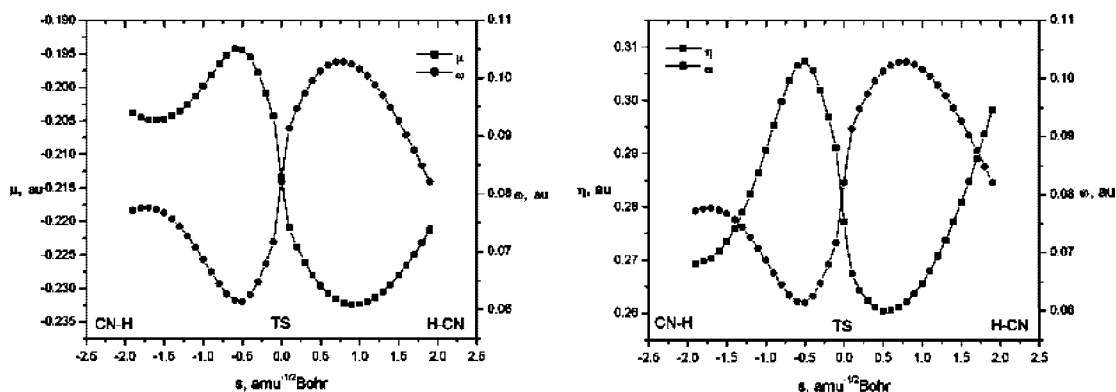 -0.190
-0.195
-0.200
-0.205
-0.210
-0.215
-0.220
-0.225
-0.230
-0.235
μ, au
0.11
0.10
0.09
0.08
0.07
0.06
ω, au
μ
ω
CN-H
TS
H-CN
-2.5 -2.0 -1.5 -1.0 -0.5 0.0 0.5 1.0 1.5 2.0 2.5
s, amu-1/2Bohr
0.31
0.30
0.29
0.28
0.27
0.26
η, au
0.11
0.10
0.09
0.08
0.07
0.06
η
CN-H
TS
H-CN
-2.5 -2.0 -1.5 -1.0 -0.5 0.0 0.5 1.0 1.5 2.0 2.5
s, amu-1/2Bohr